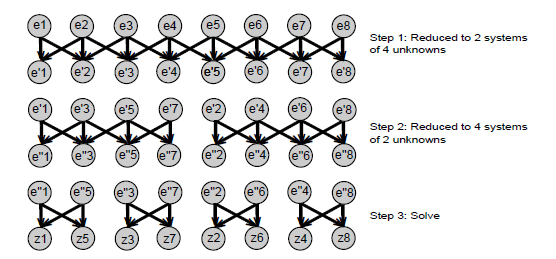 e1 e2 e3 e4 e5 e6 e7 e8
Step 1: Reduced to 2 systems
of 4 unknowns
e'1 e'2 e'3 e'4 e'5 e'6 e'7 e'8
e'1 e'3 e'5 e'7 e'2 e'4 e'6 e'8
Step 2: Reduced to 4 systems
of 2 unknowns
e"1 e"3 e"5 e"7 e"2 e"4 e"6 e"8
e"1 e"5 e"3 e"7 e"2 e"6 e"4 e"8
Step 3: Solve
z1 z5 z3 z7 z2 z6 z4 z8